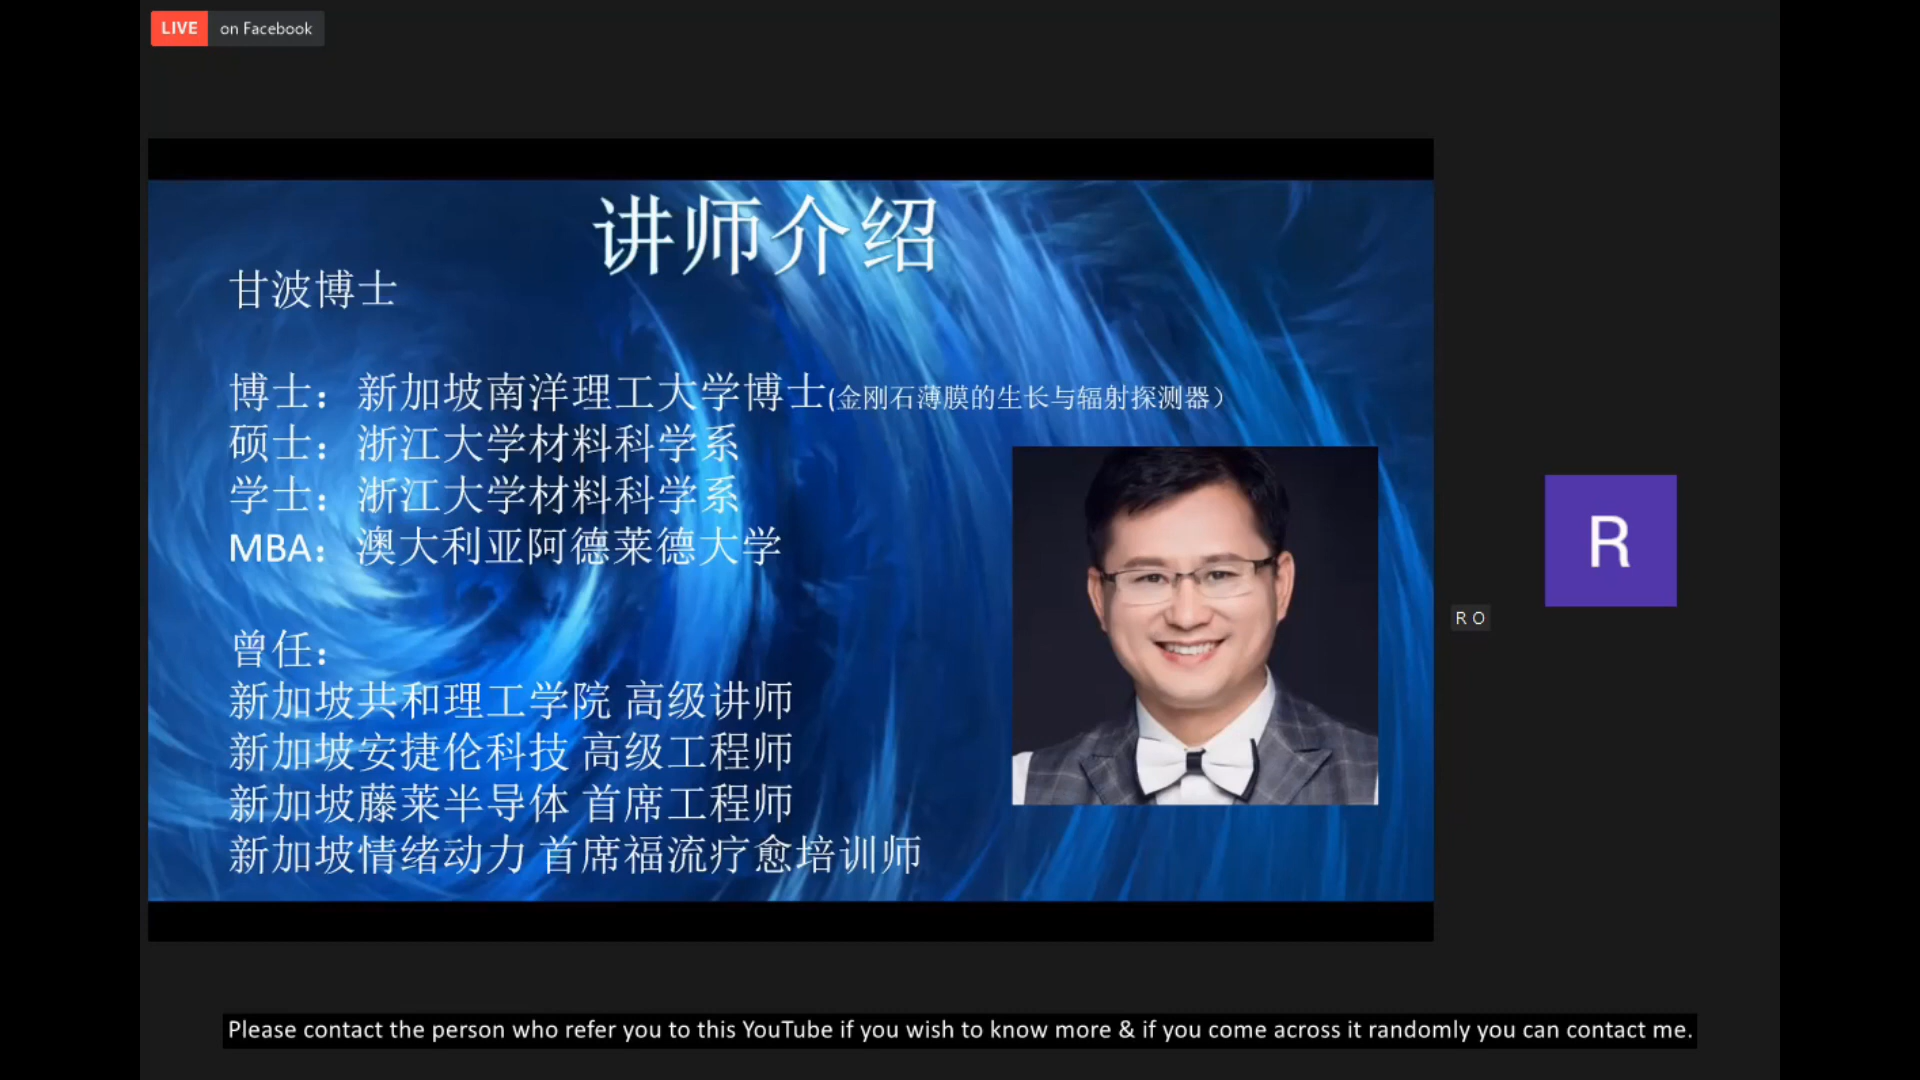 LIVE on Facebook
讲师介绍
甘波博士
博士：新加坡南洋理工大学博士(金刚石薄膜的生长与辐射探测器）
硕士：浙江大学材料科学系
学士：浙江大学材料科学系
MBA：澳大利亚阿德莱德大学
曾任：
新加坡共和理工学院 高级讲师
新加坡安捷伦科技 高级工程师
新加坡藤莱半导体 首席工程师
新加坡情绪动力 首席福流疗愈培训师
R
R O
Please contact the person who refer you to this YouTube if you wish to know more & if you come across it randomly you can contact me.